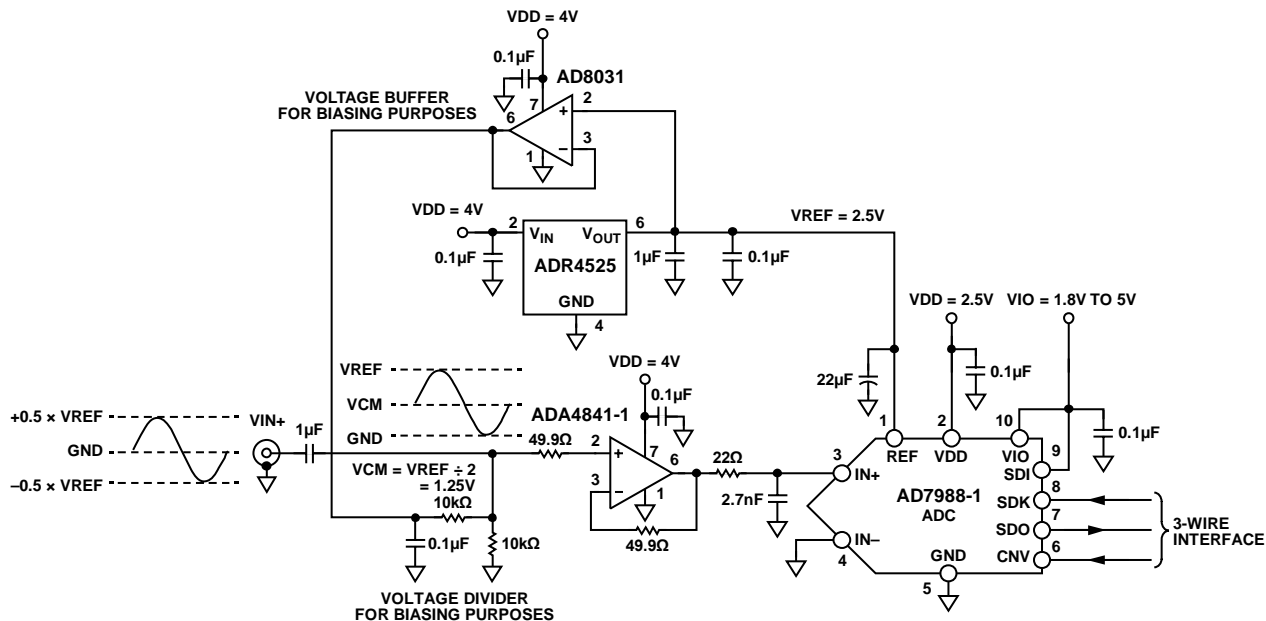 VDD = 4V
0.1µF
AD8031
VOLTAGE BUFFER
FOR BIASING PURPOSES
6
7
2
+
3
–
1
VDD = 4V
2
VIN
VOUT
6
VREF = 2.5V
0.1µF
ADR4525
1µF
0.1µF
GND
4
VDD = 2.5V
VIO = 1.8V TO 5V
VREF
VCM
GND
VDD = 4V
0.1µF
22µF
0.1µF
0.1µF
+0.5 × VREF
GND
–0.5 × VREF
VIN+
1µF
ADA4841-1
49.9Ω
2
+
7
6
3
–
1
22Ω
49.9Ω
2.7nF
VCM = VREF ÷ 2
= 1.25V
10kΩ
0.1µF
10kΩ
VOLTAGE DIVIDER
FOR BIASING PURPOSES
1
2
10
REF
VDD
VIO
9
SDI
3
IN+
8
SDK
AD7988-1
ADC
7
SDO
6
CNV
IN–
4
GND
5
3-WIRE
INTERFACE